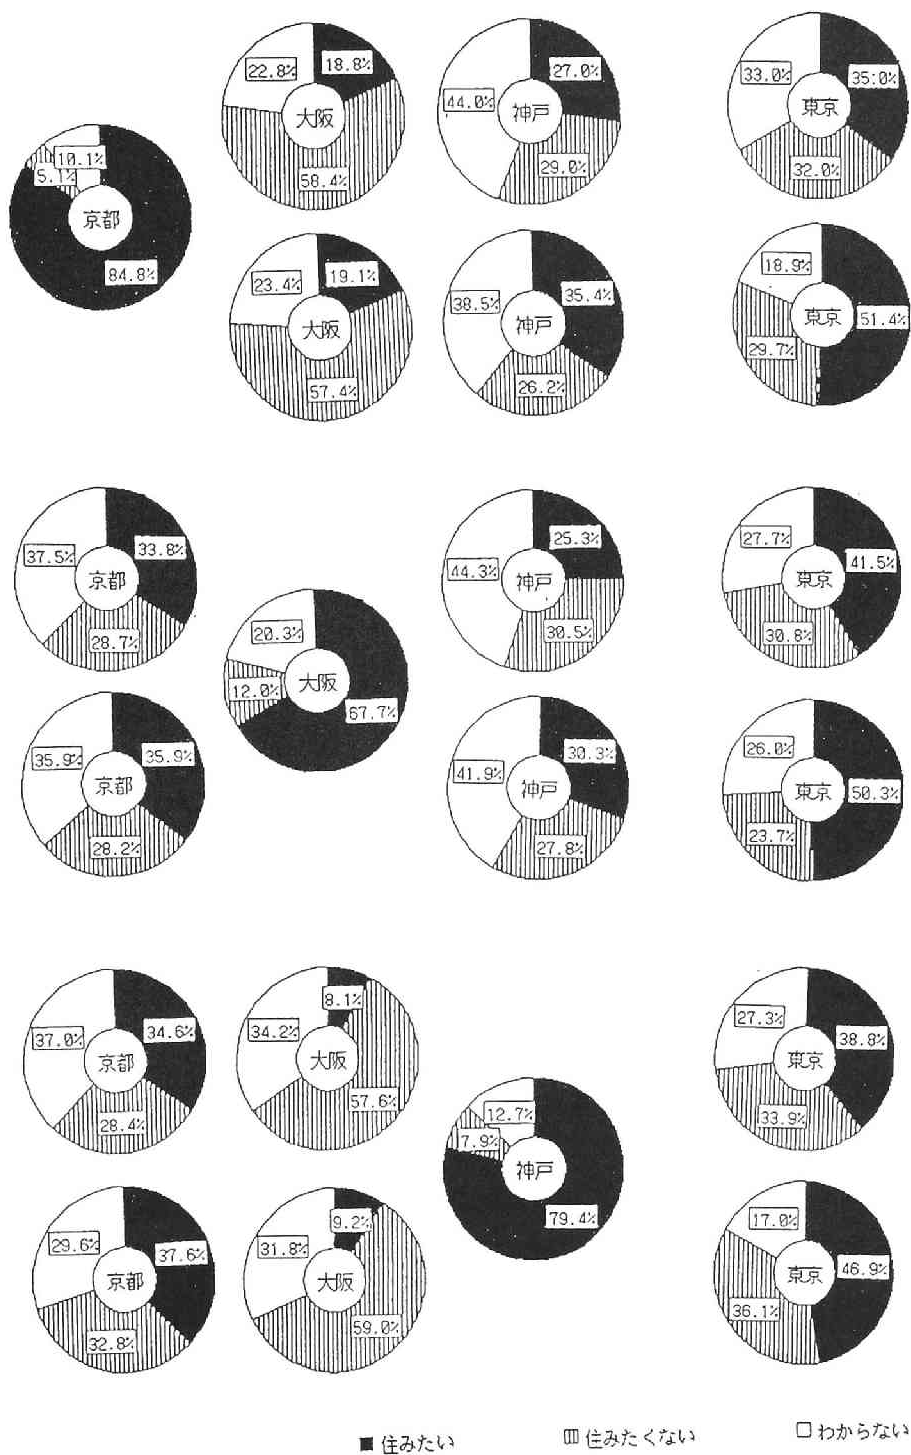 22.8%
18.8%
大阪
58.4%
44.0%
27.0%
神戸
29.0%
33.0%
35.0%
東京
32.0%
10.1%
5.1%
京都
84.8%
23.4%
19.1%
大阪
57.4%
38.5%
35.4%
神戸
26.2%
18.9%
51.4%
東京
29.7%
37.5%
33.8%
京都
28.7%
20.3%
12.0%
大阪
67.7%
44.3%
25.3%
神戸
30.5%
27.7%
41.5%
東京
30.8%
35.9%
35.9%
京都
28.2%
41.9%
30.3%
神戸
27.8%
26.0%
50.3%
東京
23.7%
37.0%
34.6%
京都
28.4%
34.2%
8.1%
大阪
57.6%
12.7%
7.9%
神戸
79.4%
27.3%
38.8%
東京
33.9%
29.6%
37.6%
京都
32.8%
31.8%
9.2%
大阪
59.0%
17.0%
46.9%
東京
36.1%
住みたい
住みたくない
わからない